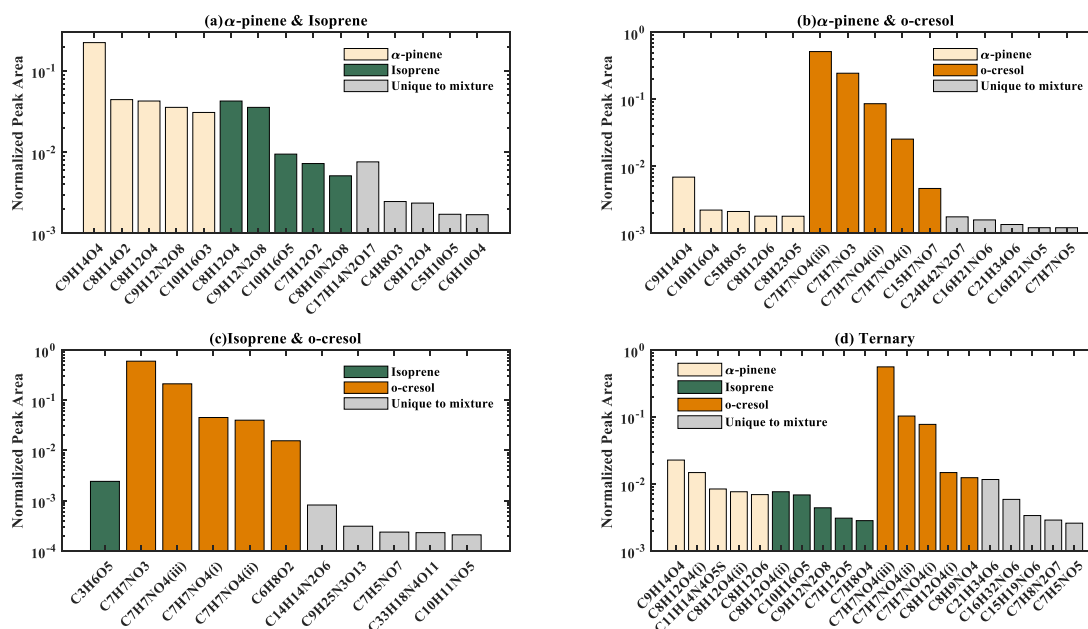 (a)α-pinene & Isoprene
Normalized Peak Area
10^-1
10^-2
10^-3
α-pinene
Isoprene
Unique to mixture
C9H14O4
C8H14O2
C8H12O4
C9H12N2O8
C10H16O3
C8H12O4
C9H12N2O8
C10H16O5
C7H12O2
C8H10N2O8
C17H14N2O17
C4H8O3
C8H12O4
C5H10O5
C6H10O4
(b)α-pinene & o-cresol
Normalized Peak Area
10^0
10^-1
10^-2
10^-3
α-pinene
o-cresol
Unique to mixture
C9H14O4
C10H16O4
C5H8O5
C8H12O6
C8H23O5
C7H7NO4(iii)
C7H7NO3
C7H7NO4(ii)
C7H7NO4(i)
C15H7NO7
C24H42N2O7
C16H21NO6
C21H34O6
C16H21NO5
C7H7NO5
(c)Isoprene & o-cresol
Normalized Peak Area
10^0
10^-1
10^-2
10^-3
10^-4
Isoprene
o-cresol
Unique to mixture
C3H6O5
C7H7NO3
C7H7NO4(iii)
C7H7NO4(i)
C7H7NO4(ii)
C6H8O2
C14H14N2O6
C9H25N3O13
C7H5NO7
C33H18N4O11
C10H11NO5
(d) Ternary
Normalized Peak Area
10^0
10^-1
10^-2
10^-3
α-pinene
Isoprene
o-cresol
Unique to mixture
C9H14O4
C8H12O4(i)
C11H14N4O5S
C8H12O4(ii)
C8H12O6
C8H12O4(ii)
C10H16O5
C9H12N2O8
C7H12O5
C7H8O4
C7H7NO4(iii)
C7H7NO4(ii)
C7H7NO4(i)
C8H12O4(i)
C8H9NO4
C21H34O6
C16H32NO6
C15H19NO6
C7H8N2O7
C7H5NO5